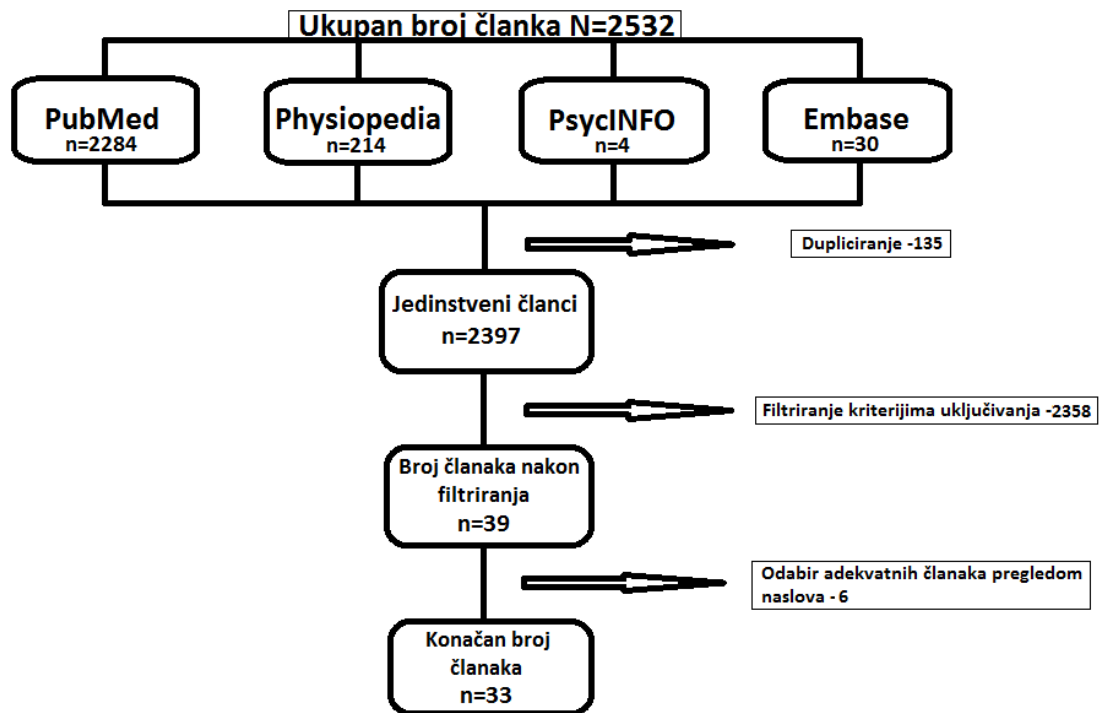 Ukupan broj članka N=2532
PubMed
n=2284
Physiopedia
n=214
PsycINFO
n=4
Embase
n=30
Dupliciranje -135
Jedinstveni članci
n=2397
Filtriranje kriterijima uključivanja -2358
Broj članaka nakon
filtriranja
n=39
Odabir adekvatnih članaka pregledom
naslova - 6
Konačan broj
članaka
n=33